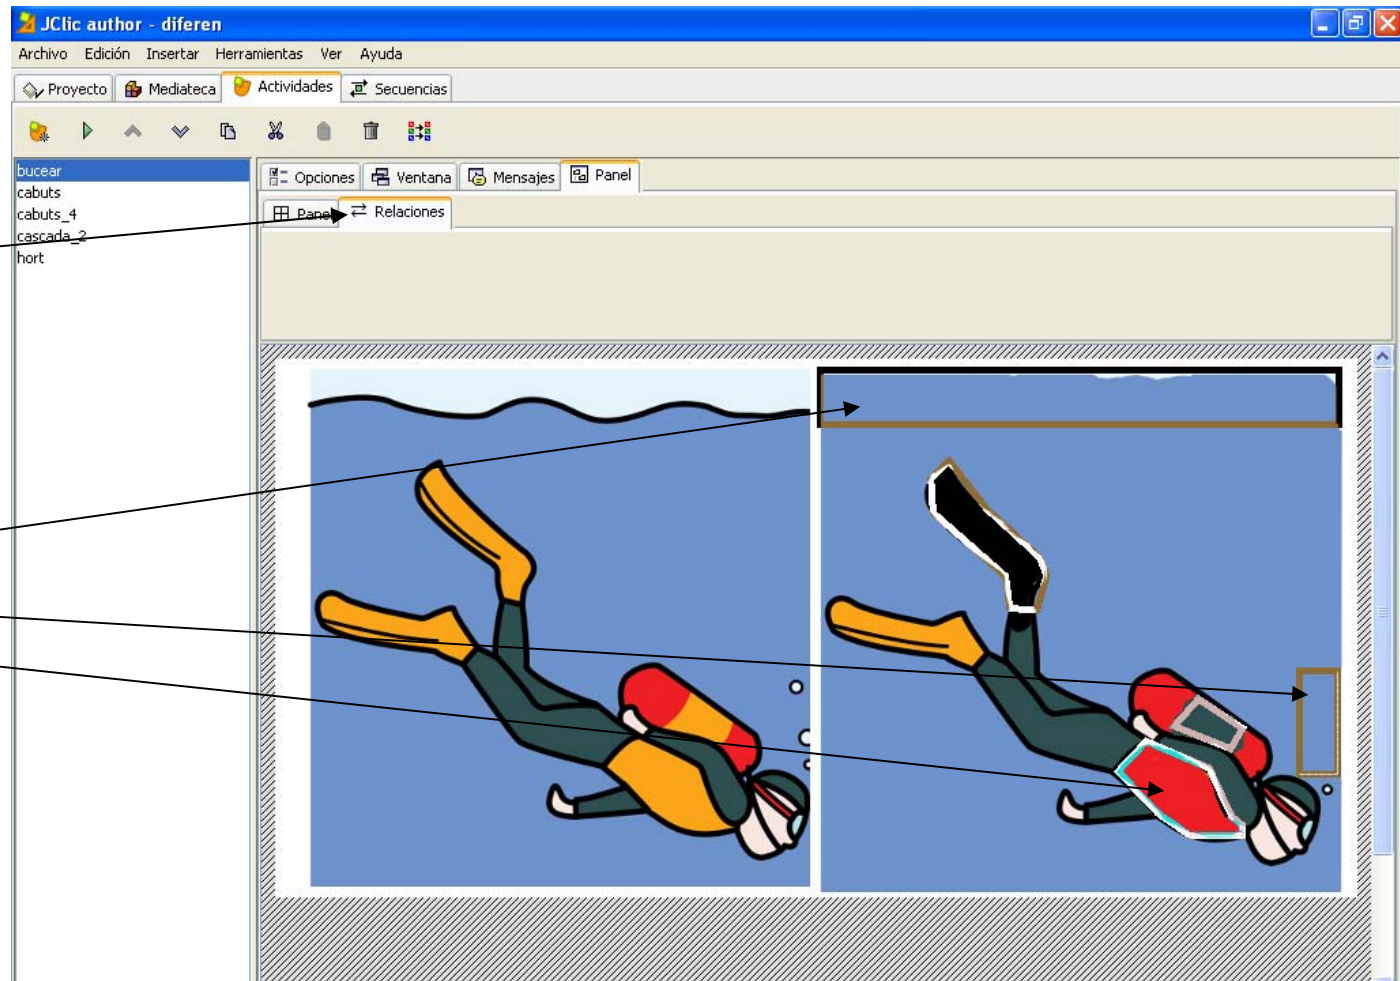 JClic author - diferen
Archivo Edición Insertar Herramientas Ver Ayuda
Proyecto Mediateca Actividades Secuencias
bucear
cabuts
cabuts_4
cascada_2
hort
Opciones Ventana Mensajes Panel
Panel Relaciones